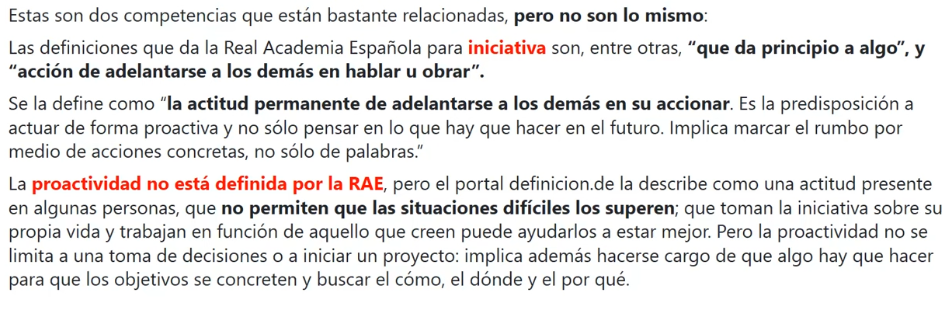 Estas son dos competencias que están bastante relacionadas, pero no son lo mismo:
Las definiciones que da la Real Academia Española para iniciativa son, entre otras, “que da principio a algo”, y
“acción de adelantarse a los demás en hablar u obrar”.
Se la define como “la actitud permanente de adelantarse a los demás en su accionar. Es la predisposición a
actuar de forma proactiva y no sólo pensar en lo que hay que hacer en el futuro. Implica marcar el rumbo por
medio de acciones concretas, no sólo de palabras.”
La proactividad no está definida por la RAE, pero el portal definicion.de la describe como una actitud presente
en algunas personas, que no permiten que las situaciones difíciles los superen; que toman la iniciativa sobre su
propia vida y trabajan en función de aquello que creen puede ayudarlos a estar mejor. Pero la proactividad no se
limita a una toma de decisiones o a iniciar un proyecto: implica además hacerse cargo de que algo hay que hacer
para que los objetivos se concreten y buscar el cómo, el dónde y el por qué.